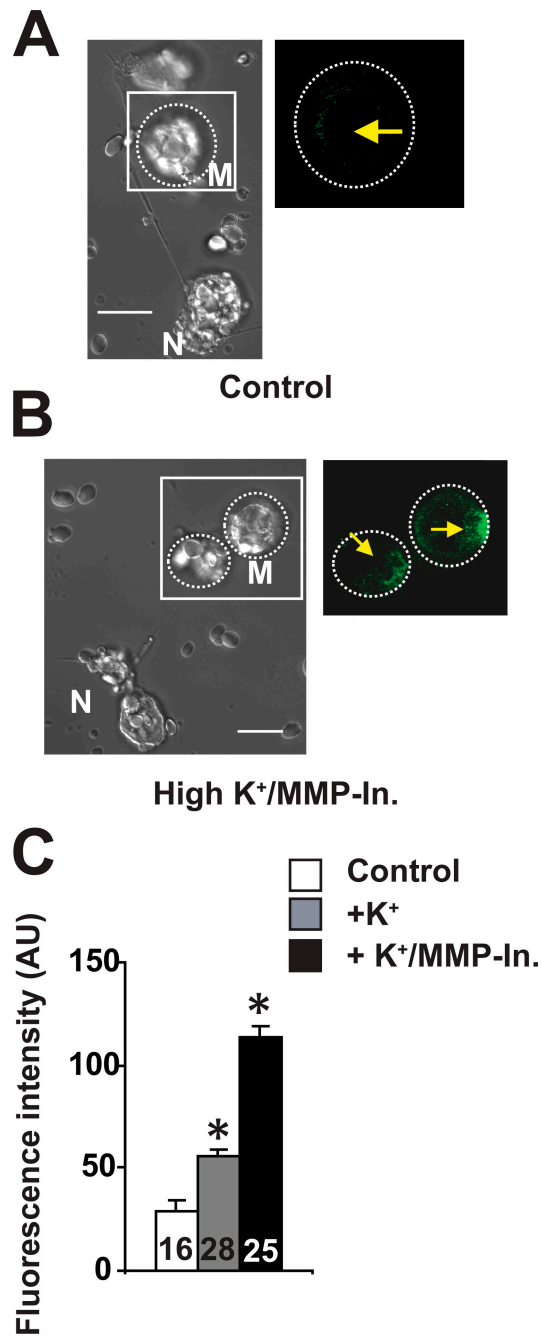 A
M
N
Control
B
M
N
High K⁺/MMP-In.
C
Control
+K⁺
+ K⁺/MMP-In.
Fluorescence intensity (AU)
150
100
50
0
*
*
16
28
25